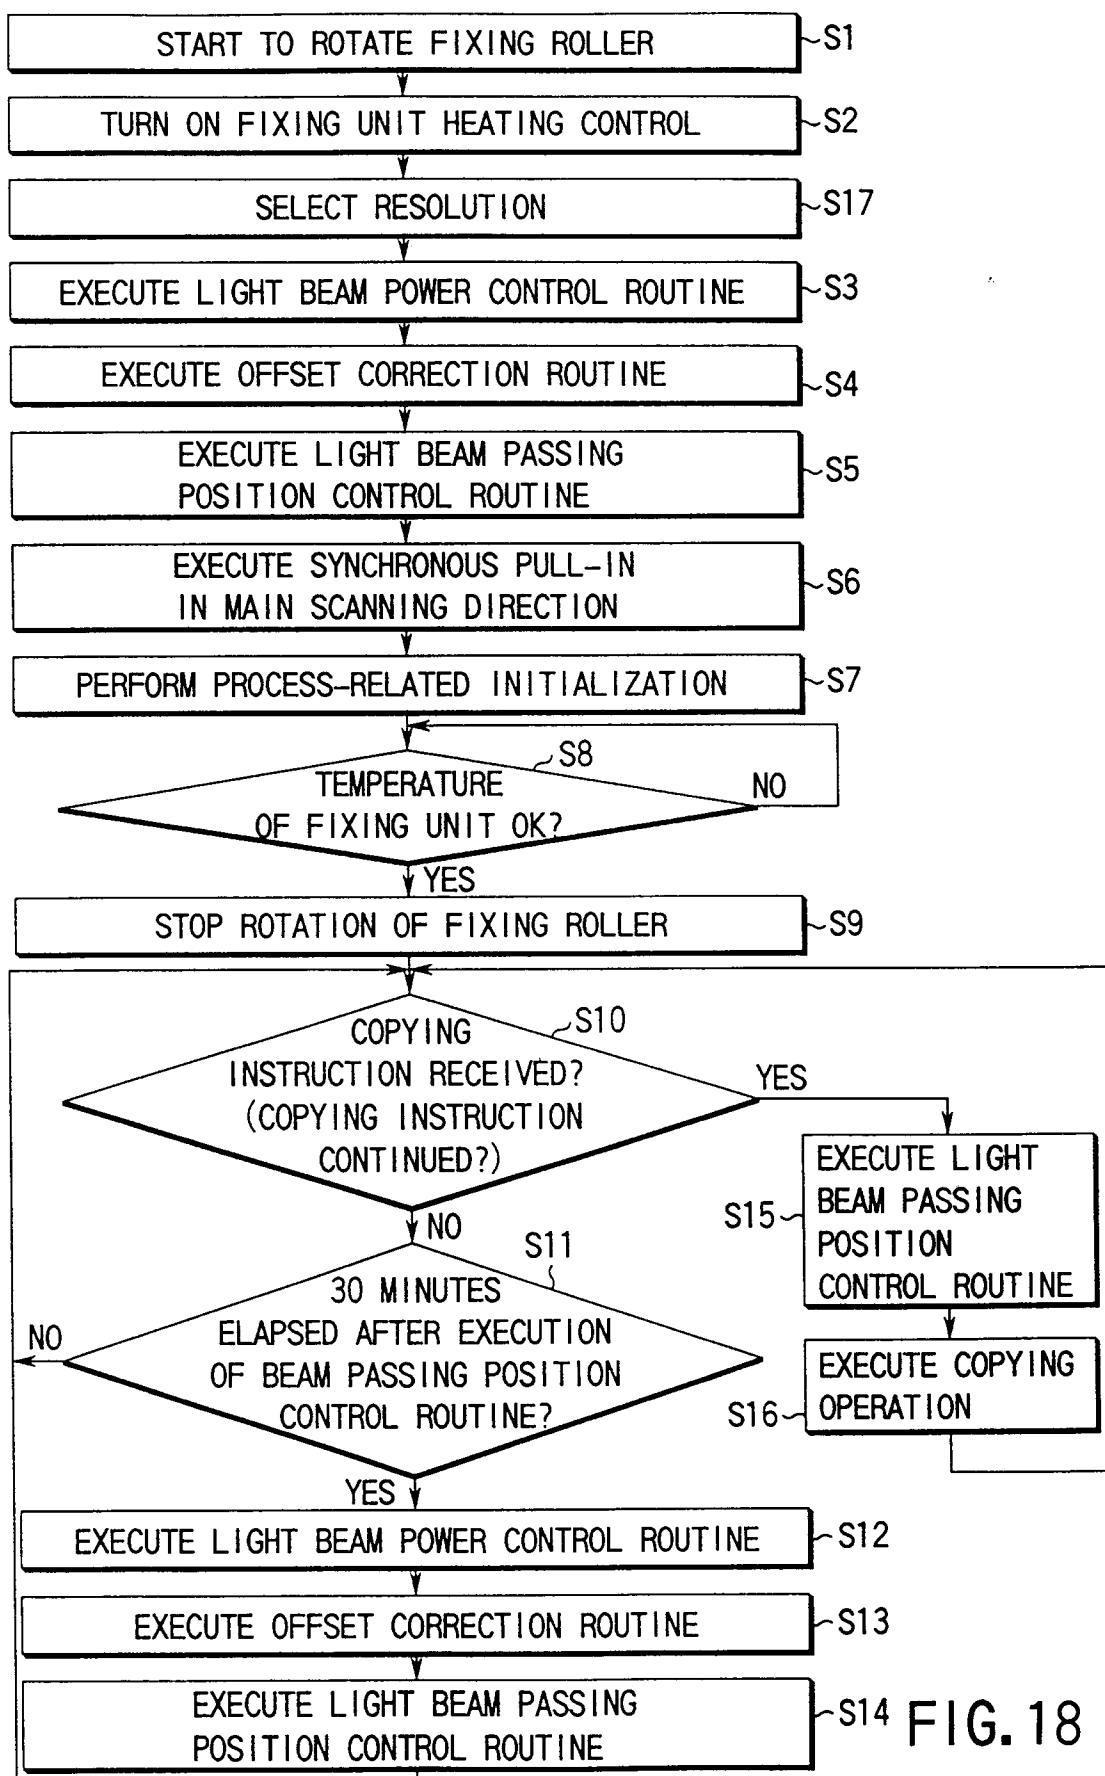 START TO ROTATE FIXING ROLLER
S1
TURN ON FIXING UNIT HEATING CONTROL
S2
SELECT RESOLUTION
S17
EXECUTE LIGHT BEAM POWER CONTROL ROUTINE
S3
EXECUTE OFFSET CORRECTION ROUTINE
S4
EXECUTE LIGHT BEAM PASSING
POSITION CONTROL ROUTINE
S5
EXECUTE SYNCHRONOUS PULL-IN
IN MAIN SCANNING DIRECTION
S6
PERFORM PROCESS-RELATED INITIALIZATION
S7
S8
TEMPERATURE
OF FIXING UNIT OK?
NO
YES
STOP ROTATION OF FIXING ROLLER
S9
S10
COPYING
INSTRUCTION RECEIVED?
(COPYING INSTRUCTION
CONTINUED?)
YES
NO
EXECUTE LIGHT
BEAM PASSING
POSITION
CONTROL ROUTINE
S15
S11
30 MINUTES
ELAPSED AFTER EXECUTION
OF BEAM PASSING POSITION
CONTROL ROUTINE?
NO
YES
EXECUTE COPYING
OPERATION
S16
EXECUTE LIGHT BEAM POWER CONTROL ROUTINE
S12
EXECUTE OFFSET CORRECTION ROUTINE
S13
EXECUTE LIGHT BEAM PASSING
POSITION CONTROL ROUTINE
S14
FIG. 18